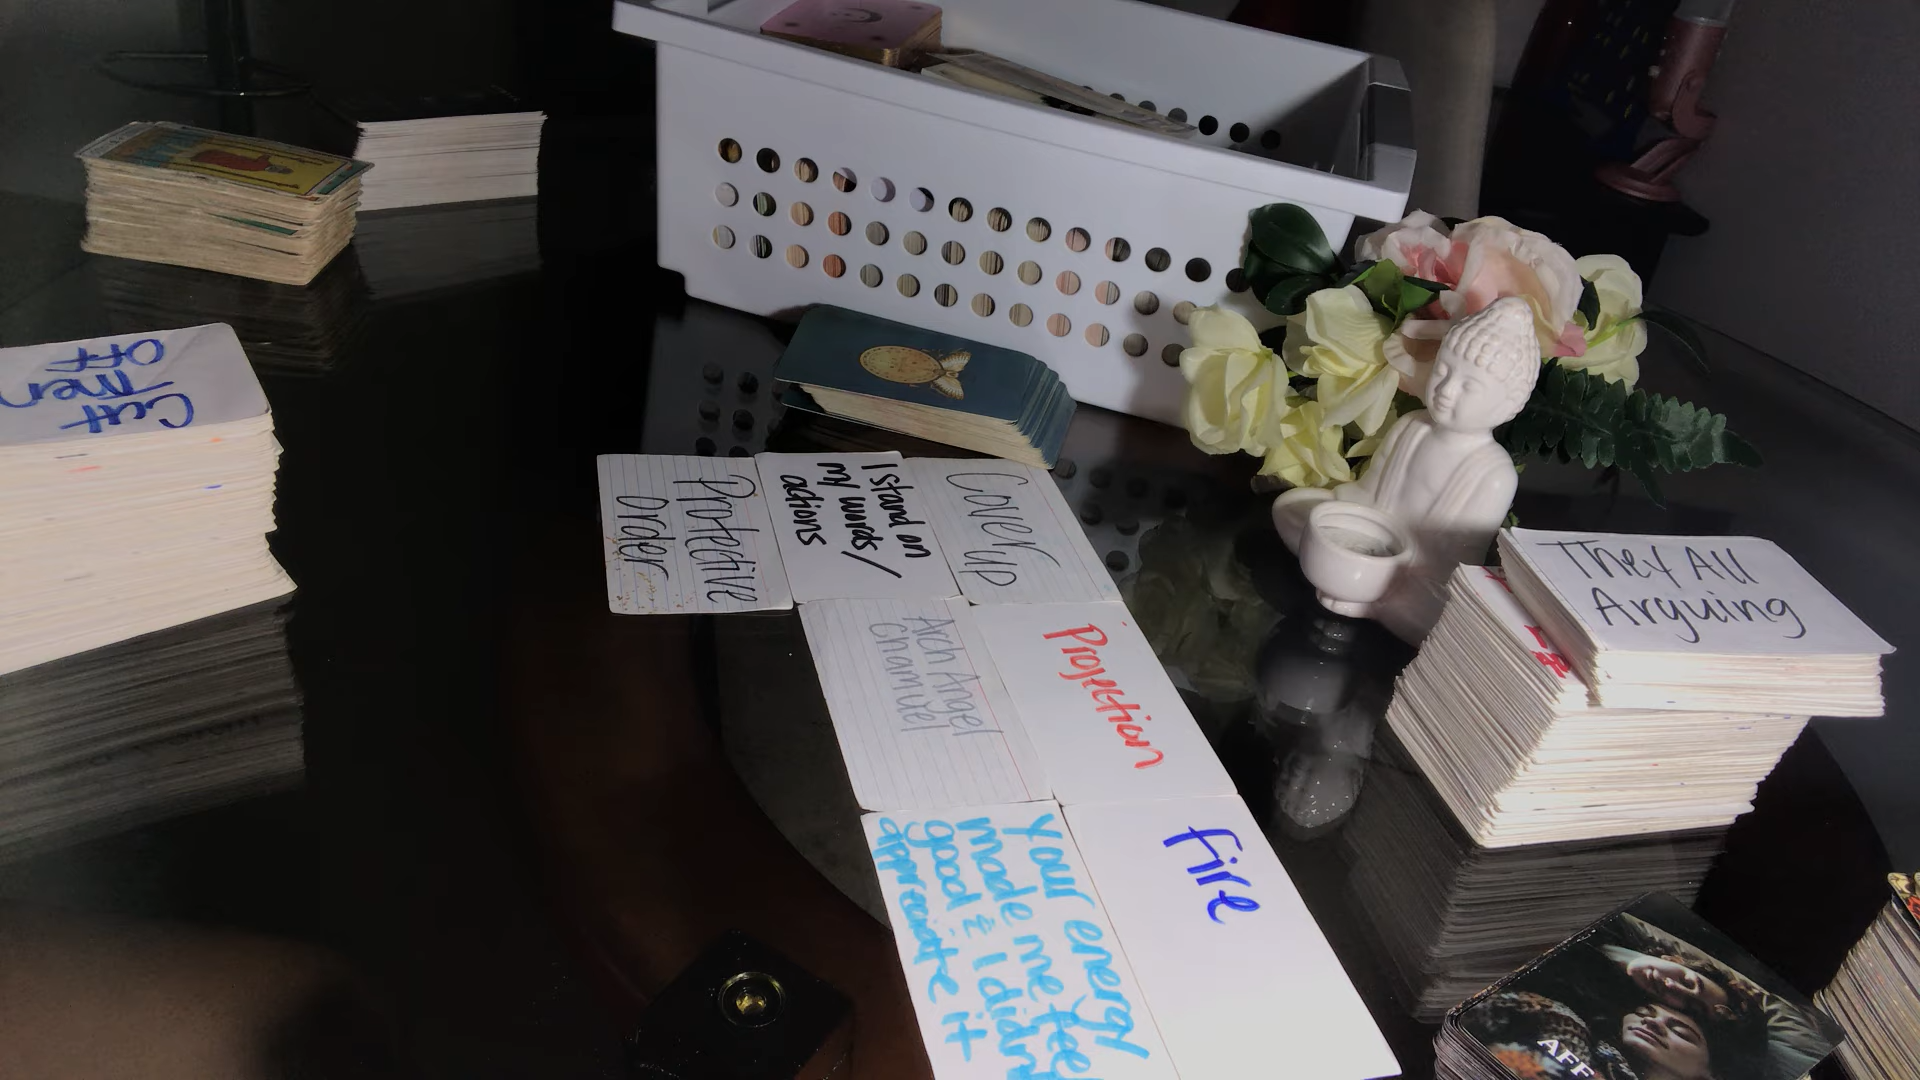 Cut
Them
Off
Protective
Order
I stand on
my words /
actions
Cover up
Arch Angel
Chamuel
Projection
your energy
made me feel
good & I didnt
appreciate it
fire
They All
Arguing
AFF